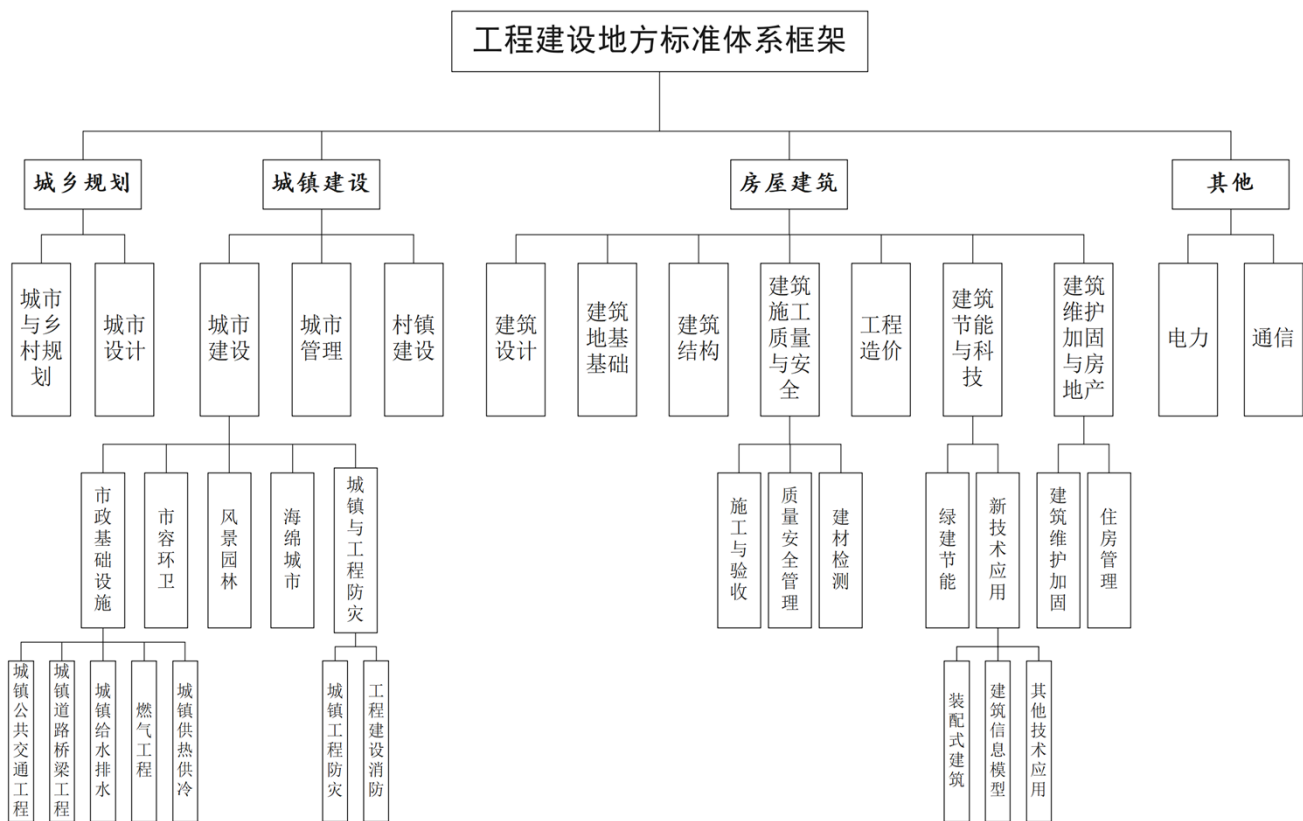 工程建设地方标准体系框架
城乡规划
城镇建设
房屋建筑
其他
城市
与乡
村规
划
城市
设计
城市
建设
城市
管理
村镇
建设
建筑
设计
建筑
地基
基础
建筑
结构
建筑
施工
质量
与安
全
工程
造价
建筑
节能
与科
技
建筑
维护
加固
与房
地产
电力
通信
市政基础设施
市容环卫
风景园林
海绵城市
城镇与工程防灾
施工与验收
质量安全管理
建材检测
绿建节能
新技术应用
建筑维护加固
住房管理
城镇公共交通工程
城镇道路桥梁工程
城镇给水排水
燃气工程
城镇供热供冷
城镇工程防灾
工程建设消防
装配式建筑
建筑信息模型
其他技术应用